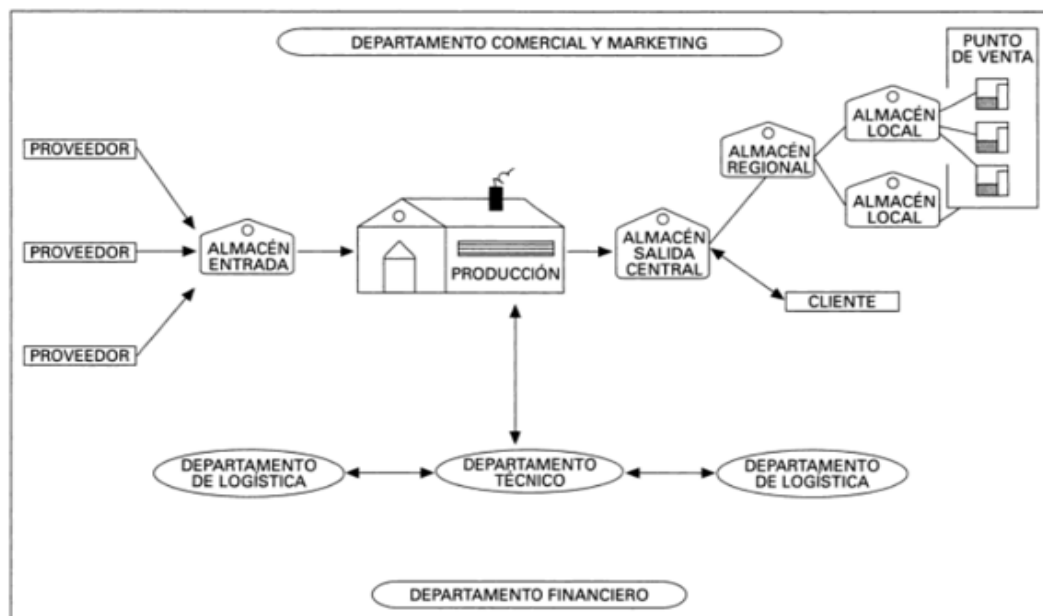 DEPARTAMENTO COMERCIAL Y MARKETING
PUNTO
DE VENTA
ALMACÉN
LOCAL
ALMACÉN
REGIONAL
ALMACÉN
LOCAL
PROVEEDOR
PROVEEDOR
PROVEEDOR
ALMACÉN
ENTRADA
PRODUCCIÓN
ALMACÉN
SALIDA
CENTRAL
CLIENTE
DEPARTAMENTO
DE LOGÍSTICA
DEPARTAMENTO
TÉCNICO
DEPARTAMENTO
DE LOGÍSTICA
DEPARTAMENTO FINANCIERO